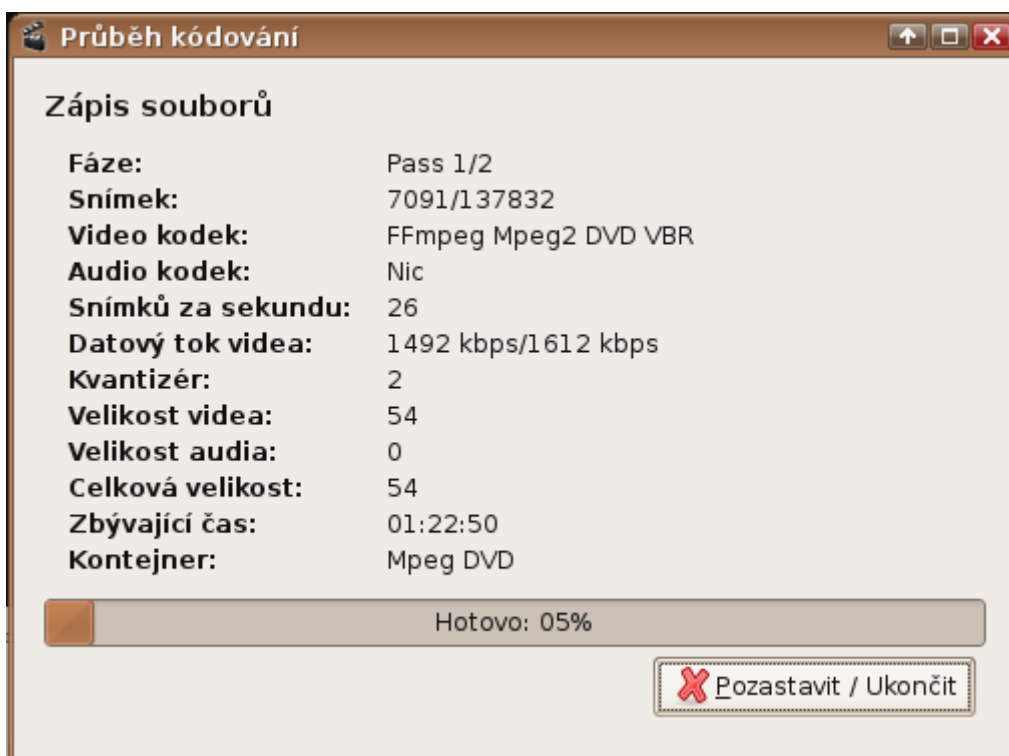 Průběh kódování
Zápis souborů
Fáze: Pass 1/2
Snímek: 7091/137832
Video kodek: FFmpeg Mpeg2 DVD VBR
Audio kodek: Nic
Snímků za sekundu: 26
Datový tok videa: 1492 kbps/1612 kbps
Kvantizér: 2
Velikost videa: 54
Velikost audia: 0
Celková velikost: 54
Zbývající čas: 01:22:50
Kontejner: Mpeg DVD
Hotovo: 05%
Pozastavit / Ukončit